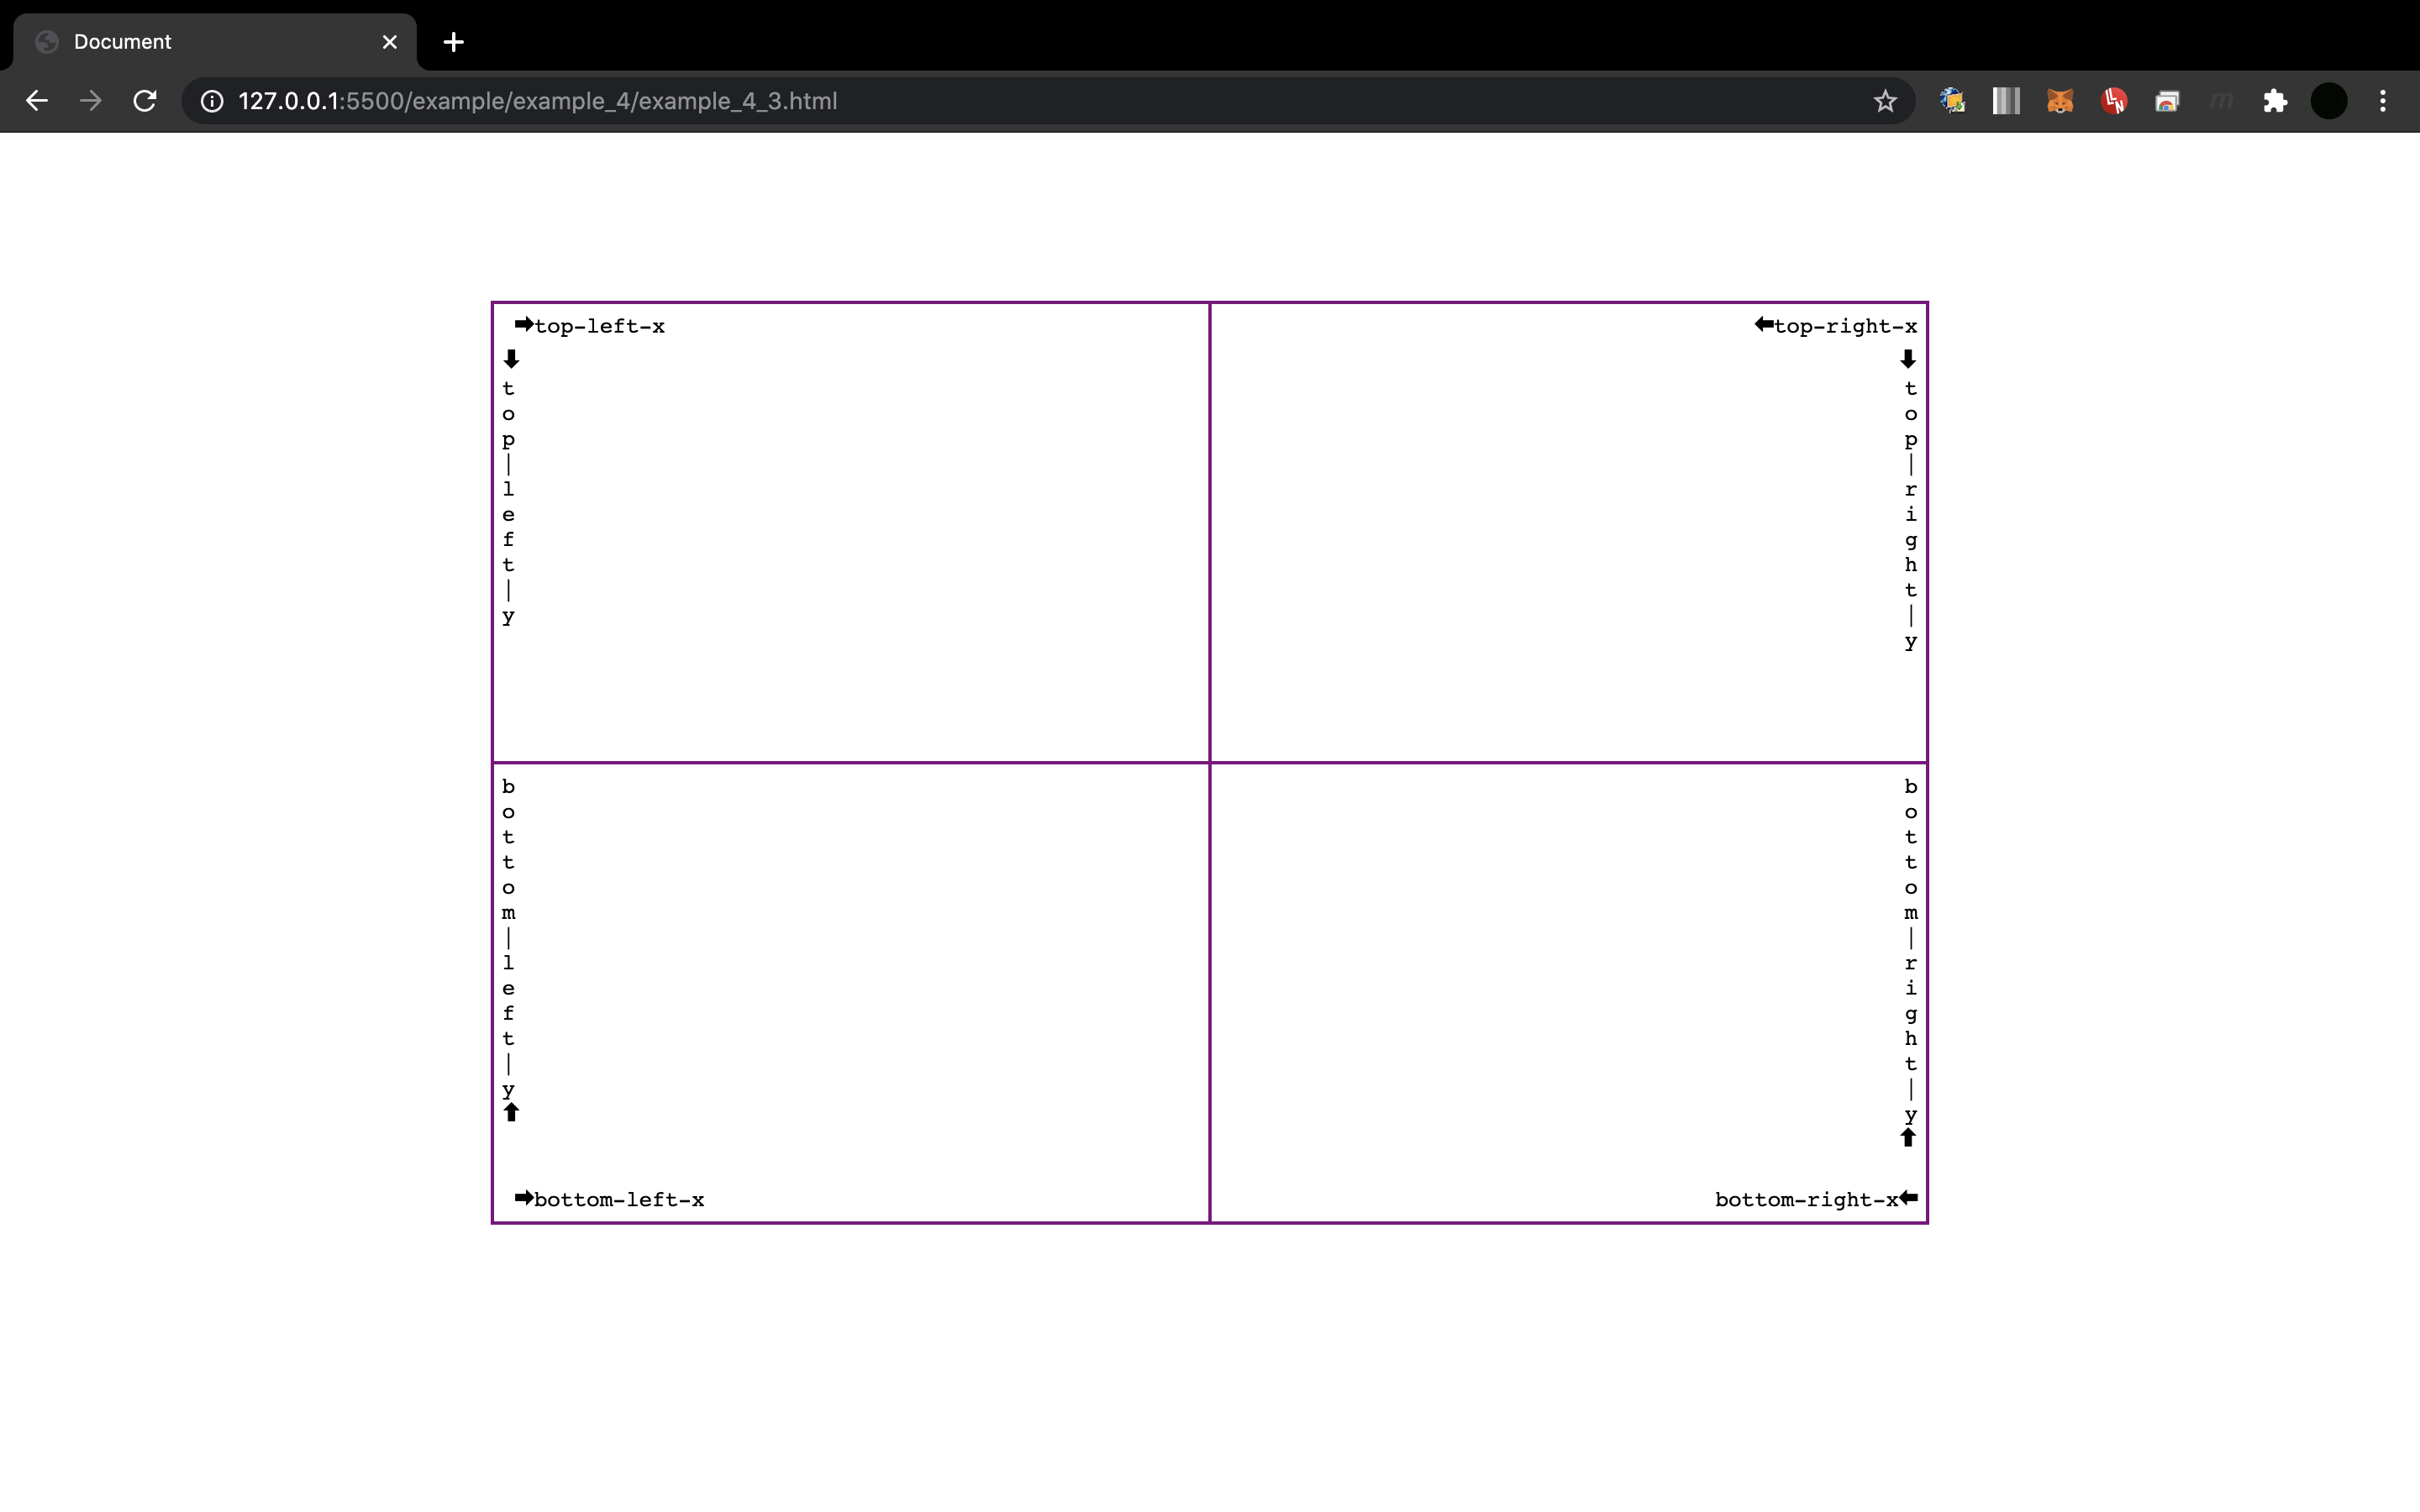 Document
127.0.0.1:5500/example/example_4/example_4_3.html
➡top-left-x
⬅top-right-x
⬇
t
o
p
|
l
e
f
t
|
y
⬇
t
o
p
|
r
i
g
h
t
|
y
b
o
t
t
o
m
|
l
e
f
t
|
y
⬆
b
o
t
t
o
m
|
r
i
g
h
t
|
y
⬆
➡bottom-left-x
bottom-right-x⬅